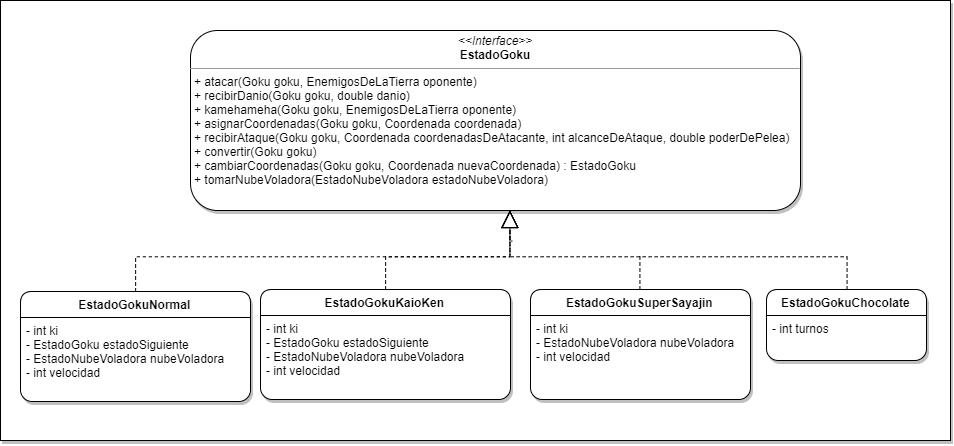 <<Interface>>
EstadoGoku
+ atacar(Goku goku, EnemigosDeLaTierra oponente)
+ recibirDanio(Goku goku, double danio)
+ kamehameha(Goku goku, EnemigosDeLaTierra oponente)
+ asignarCoordenadas(Goku goku, Coordenada coordenada)
+ recibirAtaque(Goku goku, Coordenada coordenadasDeAtacante, int alcanceDeAtaque, double poderDePelea)
+ convertir(Goku goku)
+ cambiarCoordenadas(Goku goku, Coordenada nuevaCoordenada) : EstadoGoku
+ tomarNubeVoladora(EstadoNubeVoladora estadoNubeVoladora)
EstadoGokuNormal
- int ki
- EstadoGoku estadoSiguiente
- EstadoNubeVoladora nubeVoladora
- int velocidad
EstadoGokuKaioKen
- int ki
- EstadoGoku estadoSiguiente
- EstadoNubeVoladora nubeVoladora
- int velocidad
EstadoGokuSuperSayajin
- int ki
- EstadoNubeVoladora nubeVoladora
- int velocidad
EstadoGokuChocolate
- int turnos